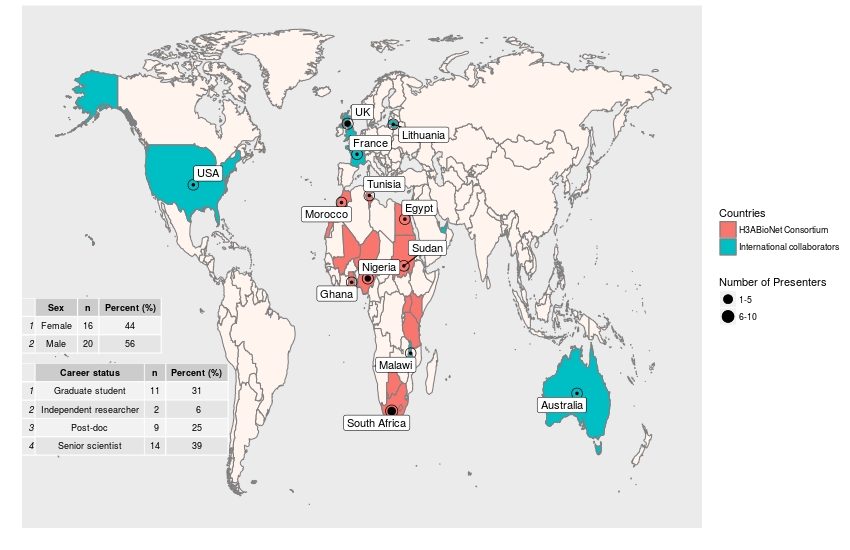 UK
Lithuania
France
USA
Tunisia
Morocco
Egypt
Sudan
Nigeria
Ghana
Malawi
South Africa
Australia
Countries
H3ABioNet Consortium
International collaborators
Number of Presenters
1-5
6-10
Sex n Percent (%)
1 Female 16 44
2 Male 20 56
Career status n Percent (%)
1 Graduate student 11 31
2 Independent researcher 2 6
3 Post-doc 9 25
4 Senior scientist 14 39